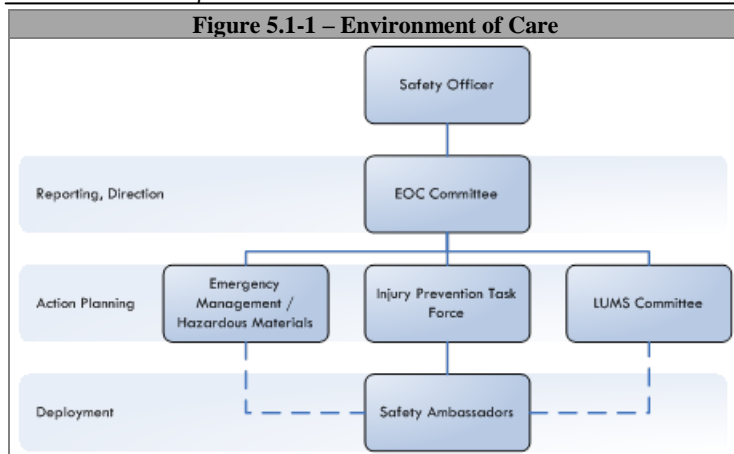 Figure 5.1-1 – Environment of Care
Safety Officer
Reporting, Direction
EOC Committee
Action Planning
Emergency
Management /
Hazardous Materials
Injury Prevention Task
Force
LUMS Committee
Deployment
Safety Ambassadors